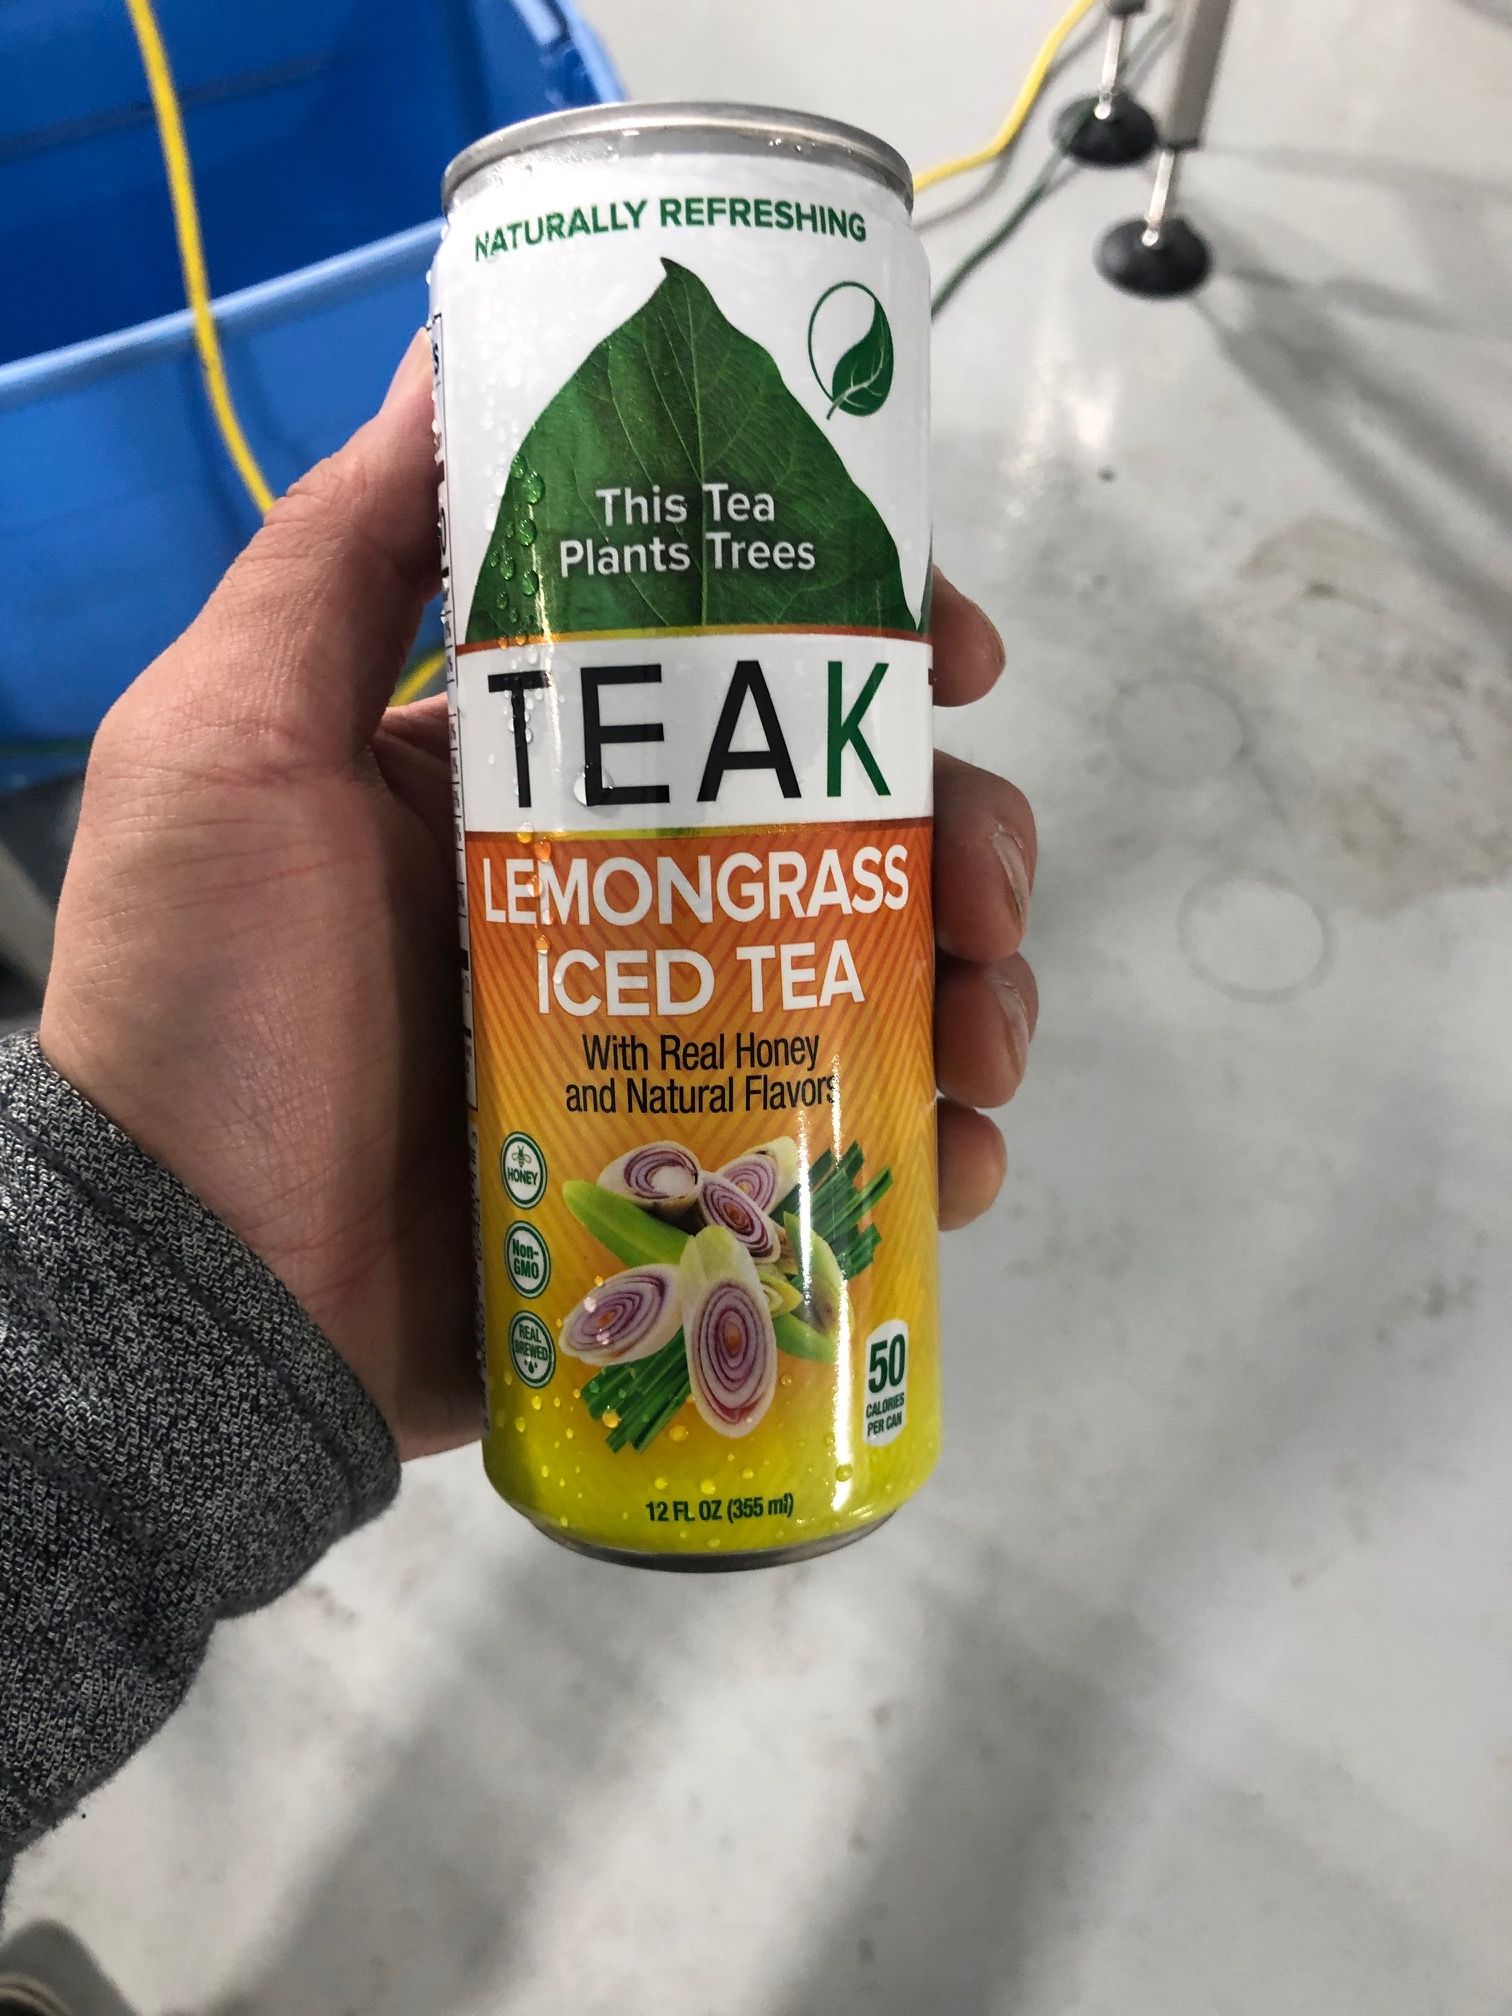 NATURALLY REFRESHING
This Tea
Plants Trees
TEAK
LEMONGRASS
ICED TEA
With Real Honey
and Natural Flavors
HONEY
Non-
GMO
REAL
BREWED
50
CALORIES
PER CAN
12 FL OZ (355 ml)